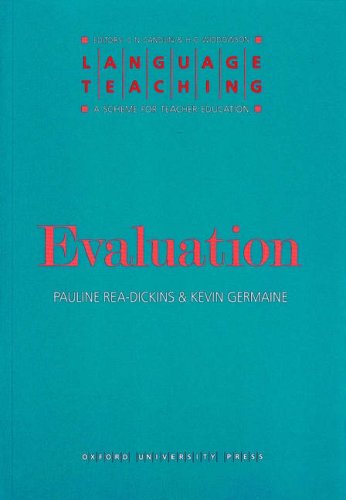 EDITORS: C N CANDLIN & H G WIDDOWSON
LANGUAGE
TEACHING
A SCHEME FOR TEACHER EDUCATION
Evaluation
PAULINE REA-DICKINS & KEVIN GERMAINE
OXFORD UNIVERSITY PRESS